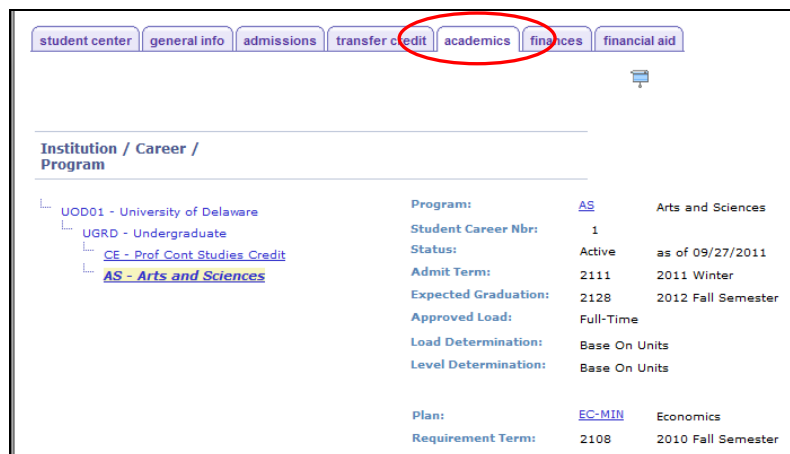 student center general info admissions transfer credit academics finances financial aid
Institution / Career /
Program
UOD01 - University of Delaware
UGRD - Undergraduate
CE - Prof Cont Studies Credit
AS - Arts and Sciences
Program: AS Arts and Sciences
Student Career Nbr: 1
Status: Active as of 09/27/2011
Admit Term: 2111 2011 Winter
Expected Graduation: 2128 2012 Fall Semester
Approved Load: Full-Time
Load Determination: Base On Units
Level Determination: Base On Units
Plan: EC-MIN Economics
Requirement Term: 2108 2010 Fall Semester